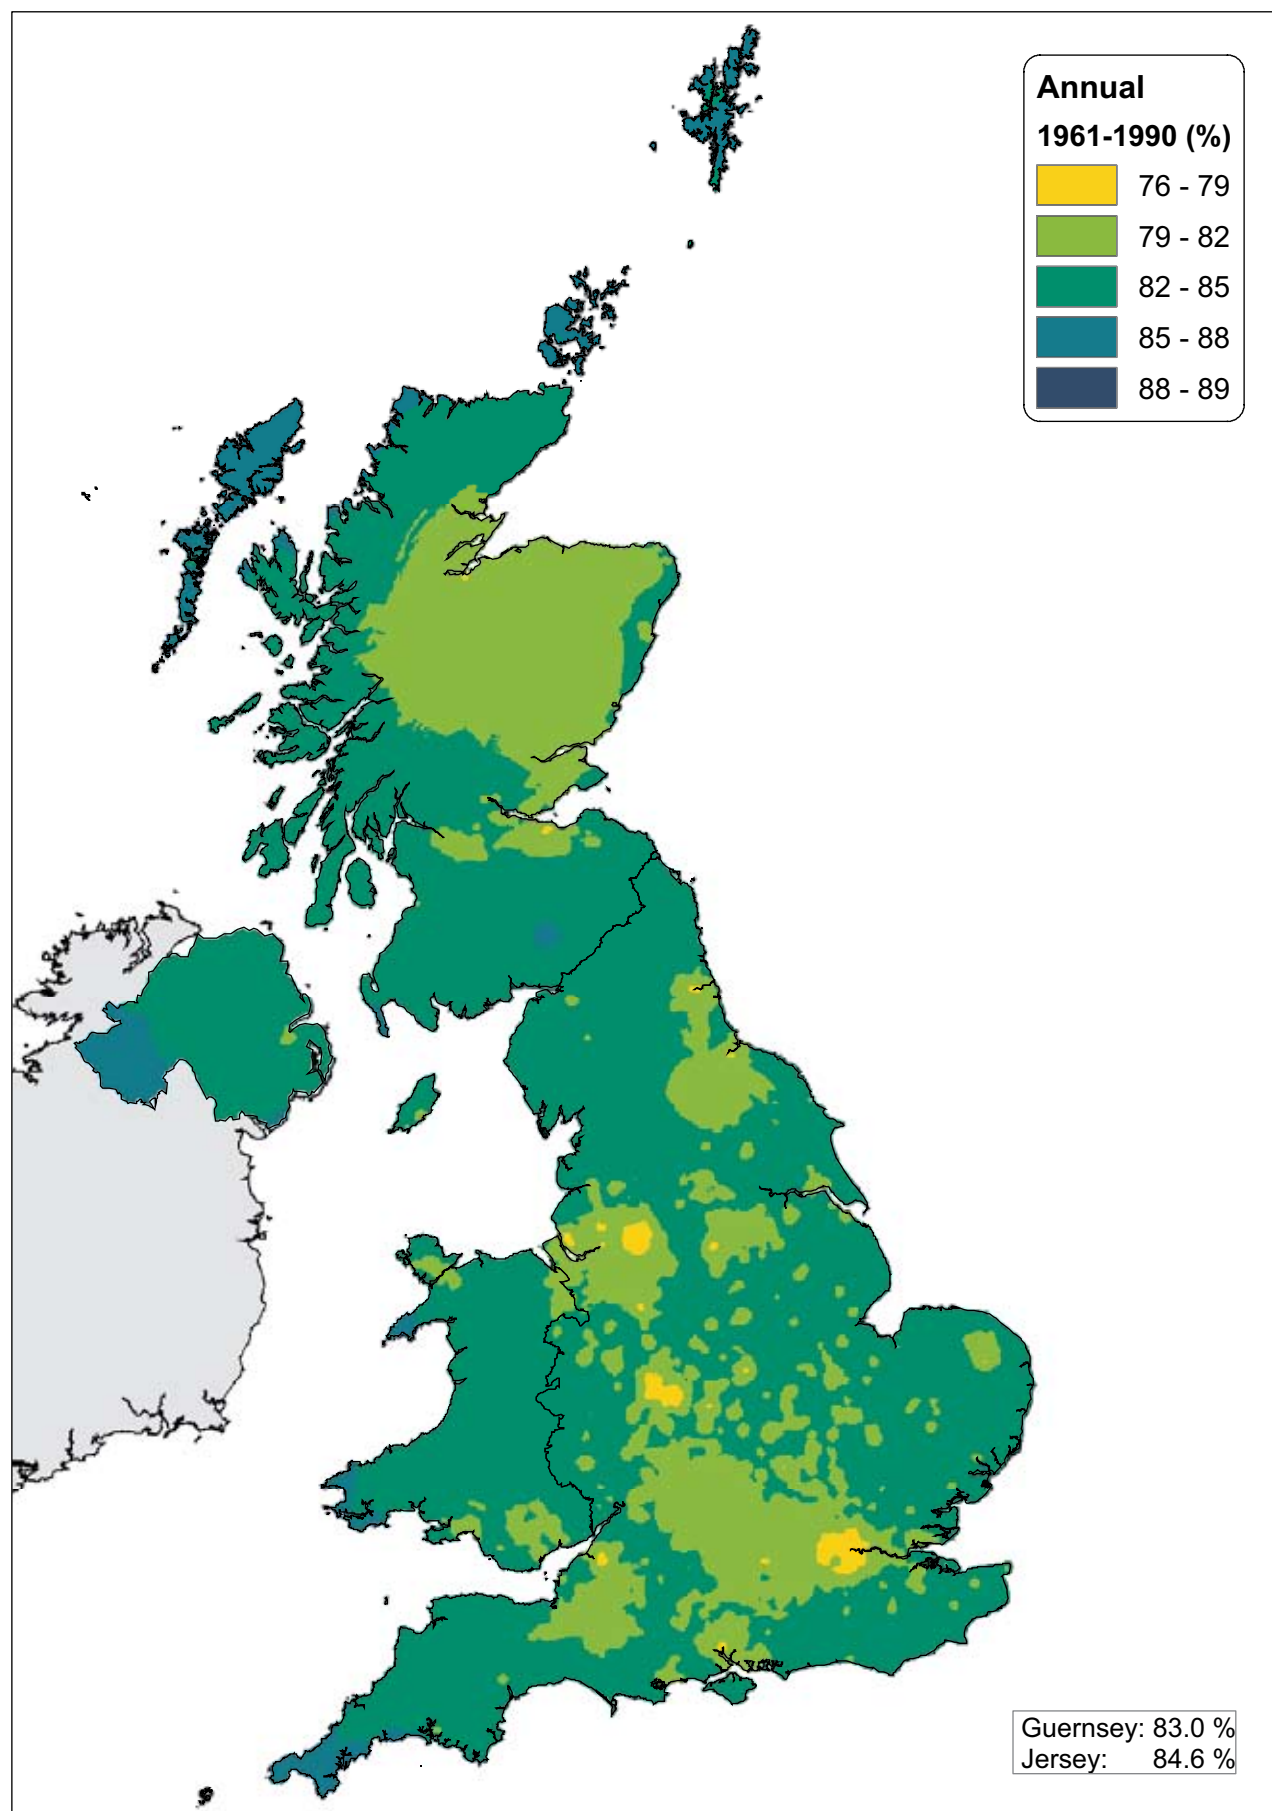 Annual
1961-1990 (%)
76 - 79
79 - 82
82 - 85
85 - 88
88 - 89
Guernsey: 83.0 %
Jersey: 84.6 %